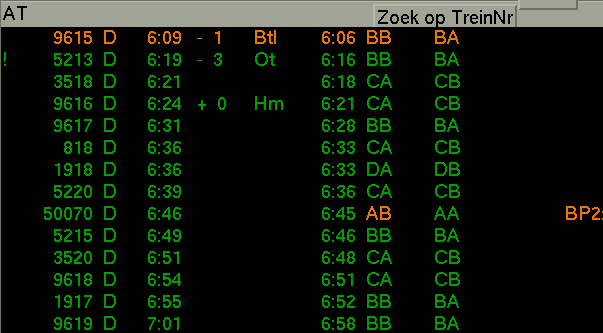 AT Zoek op TreinNr
9615 D 6:09 - 1 Btl 6:06 BB BA
! 5213 D 6:19 - 3 Ot 6:16 BB BA
3518 D 6:21 6:18 CA CB
9616 D 6:24 + 0 Hm 6:21 CA CB
9617 D 6:31 6:28 BB BA
818 D 6:36 6:33 CA CB
1918 D 6:36 6:33 DA DB
5220 D 6:39 6:36 CA CB
50070 D 6:46 6:45 AB AA BP2:
5215 D 6:49 6:46 BB BA
3520 D 6:51 6:48 CA CB
9618 D 6:54 6:51 CA CB
1917 D 6:55 6:52 BB BA
9619 D 7:01 6:58 BB BA